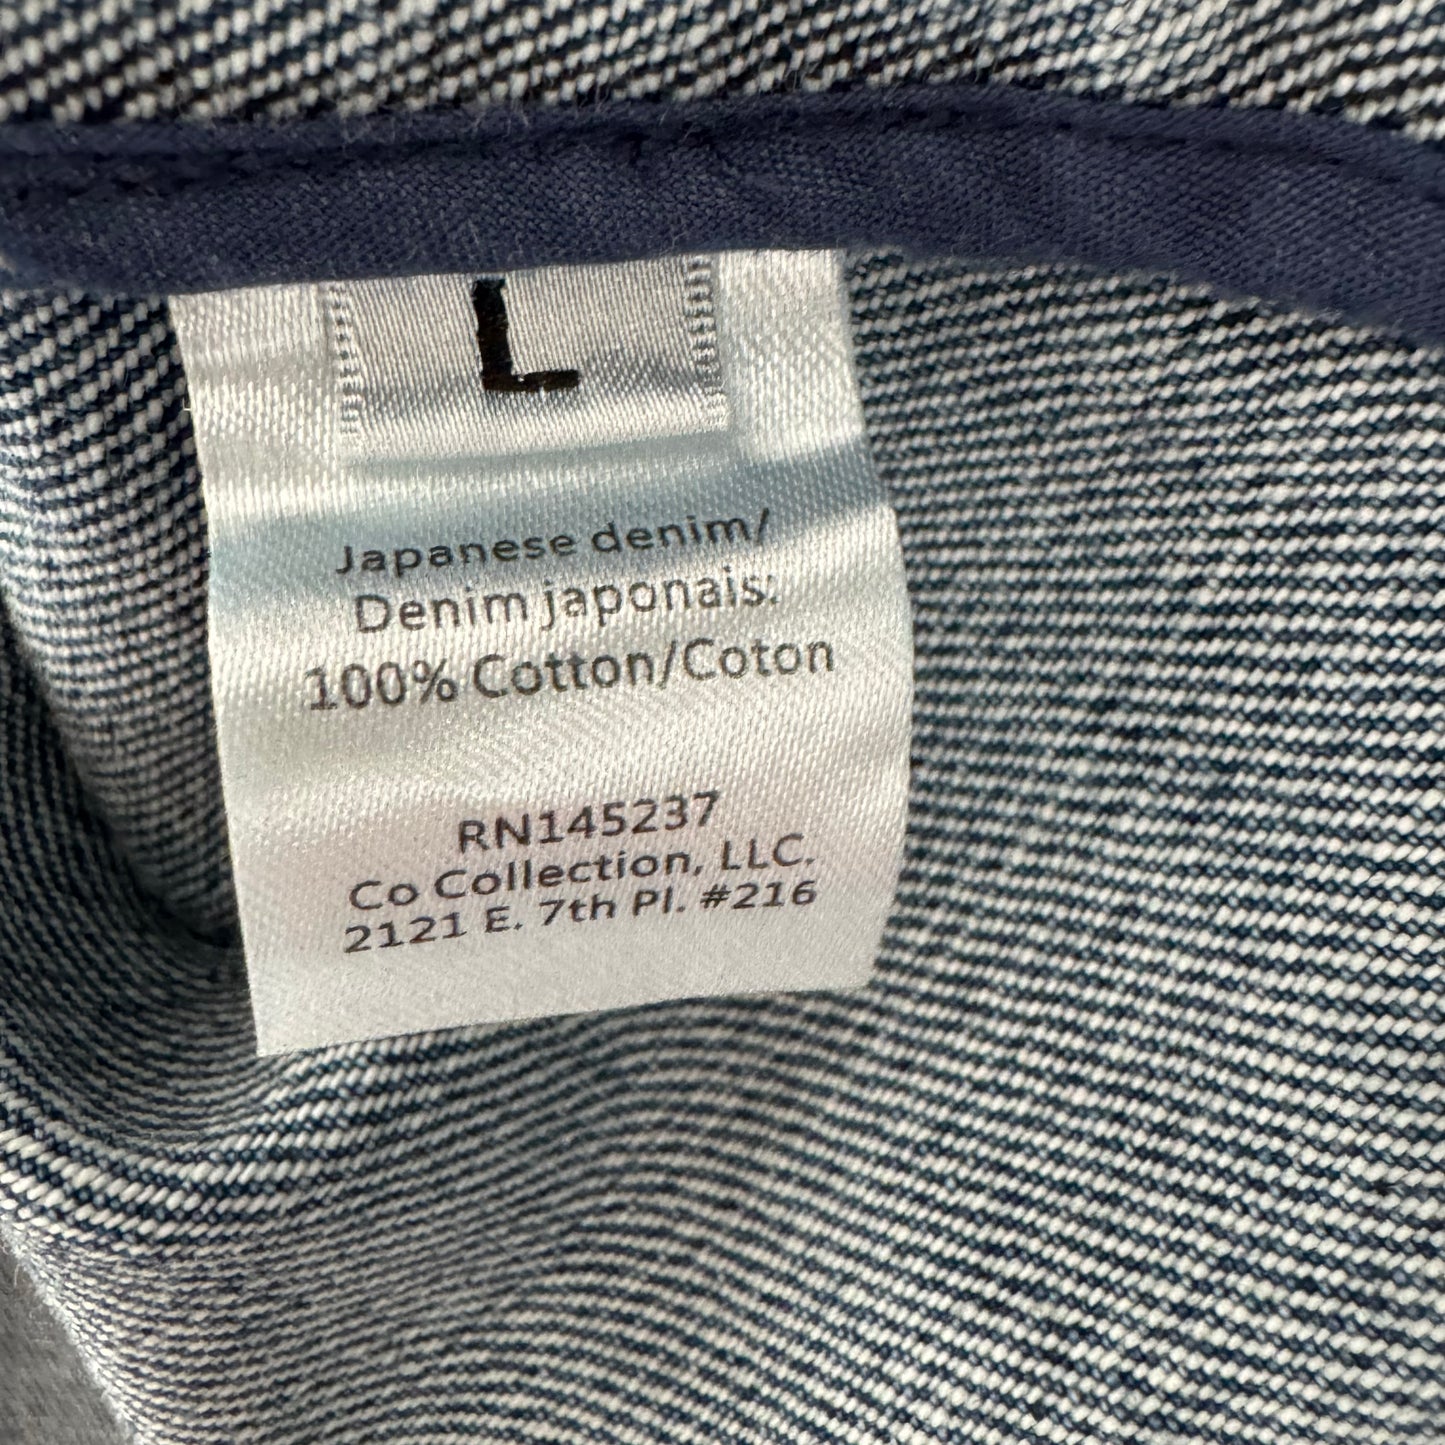 L
Japanese denim/
Denim japonais:
100% Cotton/Coton
RN145237
Co Collection, LLC.
2121 E. 7th Pl. #216